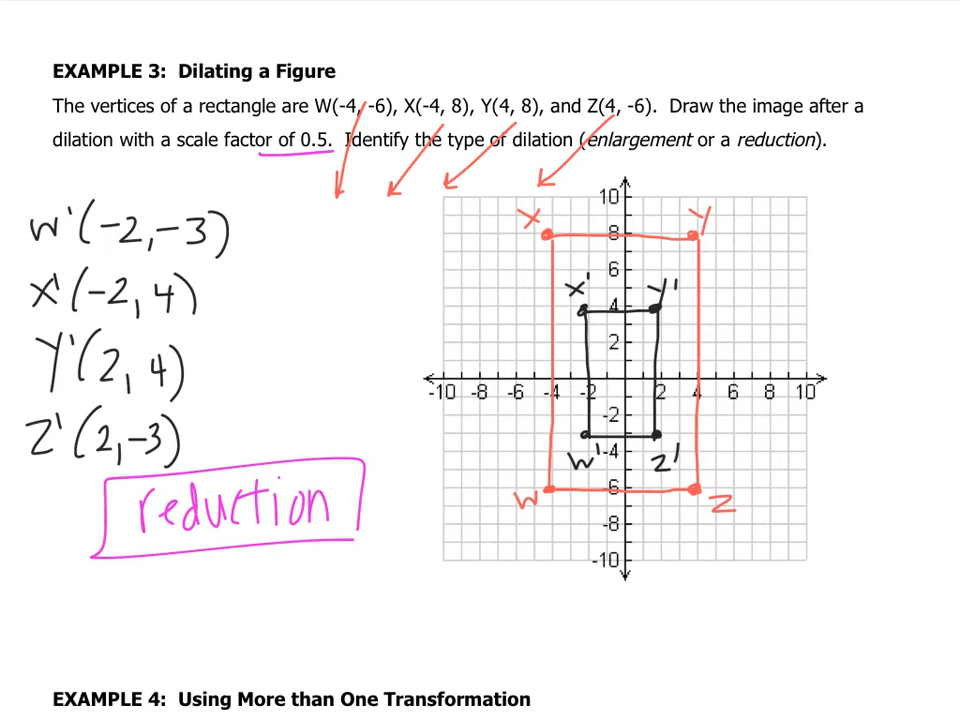 EXAMPLE 3: Dilating a Figure
The vertices of a rectangle are W(-4, -6), X(-4, 8), Y(4, 8), and Z(4, -6). Draw the image after a
dilation with a scale factor of 0.5. Identify the type of dilation (enlargement or a reduction).
W'(-2,-3)
X'(-2, 4)
Y'(2, 4)
Z'(2,-3)
reduction
10
X Y
8
6
X' Y'
4
2
-10 -8 -6 -4 -2 2 4 6 8 10
-2
-4
W' Z'
-6
W Z
-8
-10
EXAMPLE 4: Using More than One Transformation